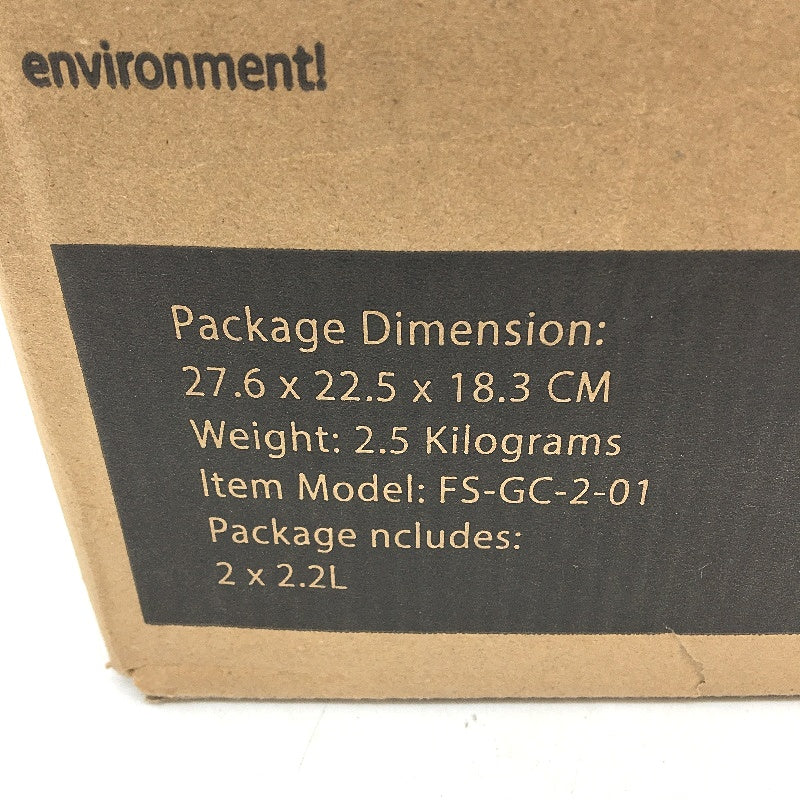 environment!
Package Dimension:
27.6 x 22.5 x 18.3 CM
Weight: 2.5 Kilograms
Item Model: FS-GC-2-01
Package ncludes:
2 x 2.2L